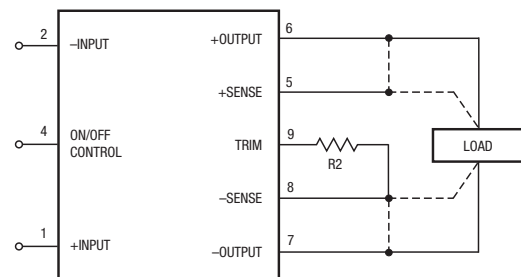 2
–INPUT
4
ON/OFF
CONTROL
1
+INPUT
+OUTPUT
6
+SENSE
5
TRIM
9
R2
–SENSE
8
–OUTPUT
7
LOAD